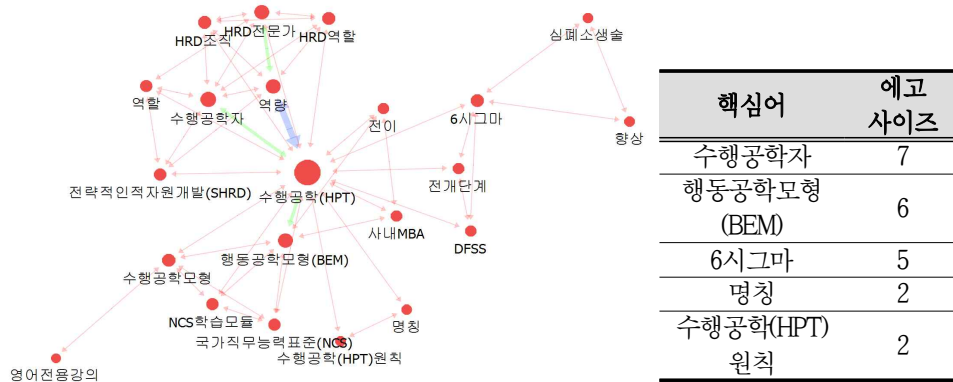 HRD조직
HRD전문가
HRD역할
심폐소생술
역할
수행공학자
역량
전이
6시그마
향상
전략적인적자원개발(SHRD)
수행공학(HPT)
전개단계
사내MBA
DFSS
행동공학모형(BEM)
수행공학모형
NCS학습모듈
국가직무능력표준(NCS)
명칭
수행공학(HPT)원칙
영어전용강의
핵심어 에고
사이즈
수행공학자 7
행동공학모형
(BEM) 6
6시그마 5
명칭 2
수행공학(HPT)
원칙 2